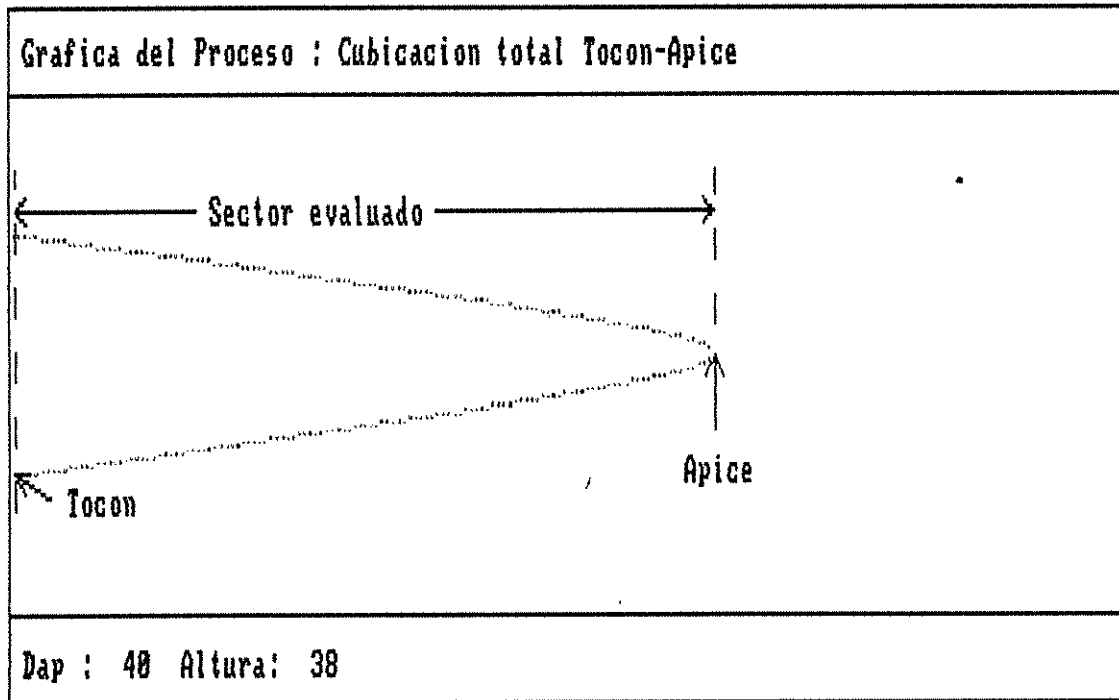 Grafica del Proceso : Cubicacion total Tocon-Apice
Sector evaluado
Apice
Tocon
Dap : 40 Altura: 38